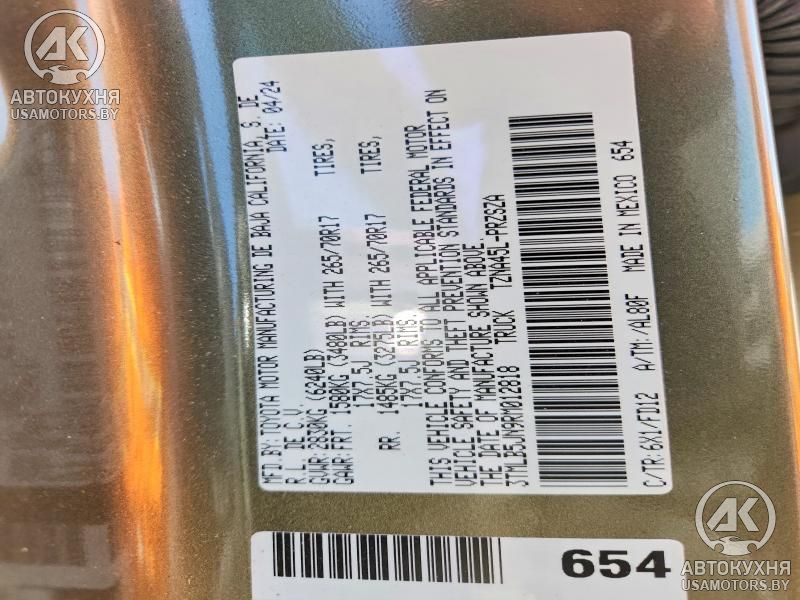 MFD.BY:TOYOTA MOTOR MANUFACTURING DE BAJA CALIFORNIA, S. DE
R.L. DE C.V. DATE: 04/24
GVWR: 2830KG (6240LB)
GAWR: FRT. 1580KG (3480LB) WITH 265/70R17 TIRES,
17X7.5J RIMS.
RR. 1485KG (3275LB) WITH 265/70R17 TIRES,
17X7.5J RIMS.
THIS VEHICLE CONFORMS TO ALL APPLICABLE FEDERAL MOTOR
VEHICLE SAFETY AND THEFT PREVENTION STANDARDS IN EFFECT ON
THE DATE OF MANUFACTURE SHOWN ABOVE.
3TMLB5JN9RM012818 TRUCK TZNA45L-PRZSZA
C/TR:6X1/FD12 A/TM:/AL80F MADE IN MEXICO 654
654
АК
АВТОКУХНЯ
USAMOTORS.BY
АК
АВТОКУХНЯ
USAMOTORS.BY